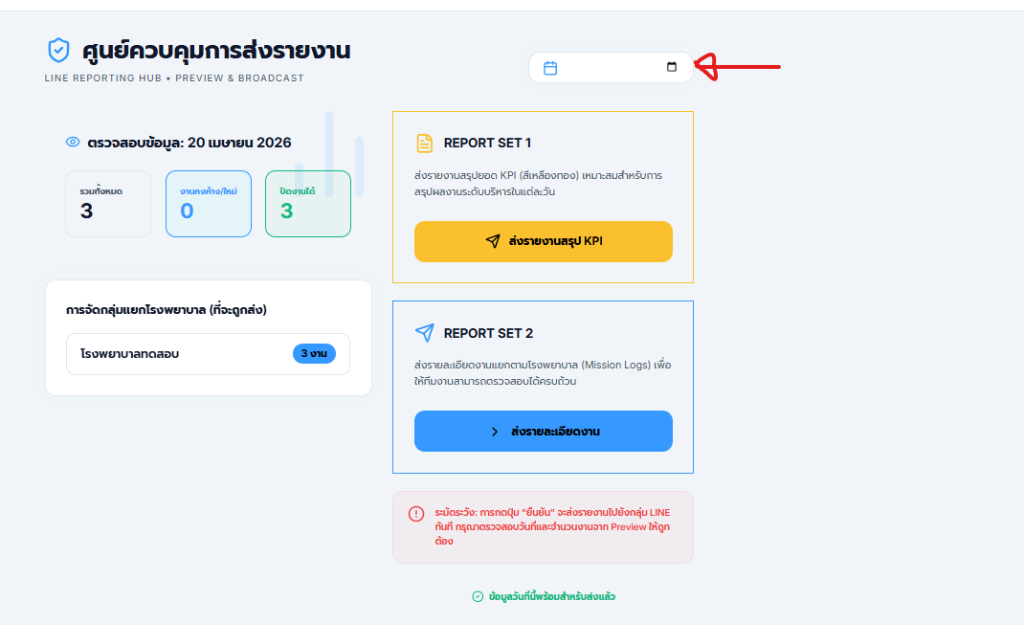 ศูนย์ควบคุมการส่งรายงาน
LINE REPORTING HUB • PREVIEW & BROADCAST
ตรวจสอบข้อมูล: 20 เมษายน 2026
รวมทั้งหมด
3
งานคงค้าง/ใหม่
0
ปิดงานได้
3
การจัดกลุ่มแยกโรงพยาบาล (ที่จะถูกส่ง)
โรงพยาบาลทดสอบ
3 งาน
REPORT SET 1
ส่งรายงานสรุปยอด KPI (สีเหลืองทอง) เหมาะสมสำหรับการ
สรุปผลงานระดับบริหารในแต่ละวัน
ส่งรายงานสรุป KPI
REPORT SET 2
ส่งรายละเอียดงานแยกตามโรงพยาบาล (Mission Logs) เพื่อ
ให้ทีมงานสามารถตรวจสอบได้ครบถ้วน
ส่งรายละเอียดงาน
ระมัดระวัง: การกดปุ่ม "ยืนยัน" จะส่งรายงานไปยังกลุ่ม LINE
ทันที กรุณาตรวจสอบวันที่และจำนวนงานจาก Preview ให้ถูก
ต้อง
ข้อมูลวันที่นี้พร้อมสำหรับส่งแล้ว